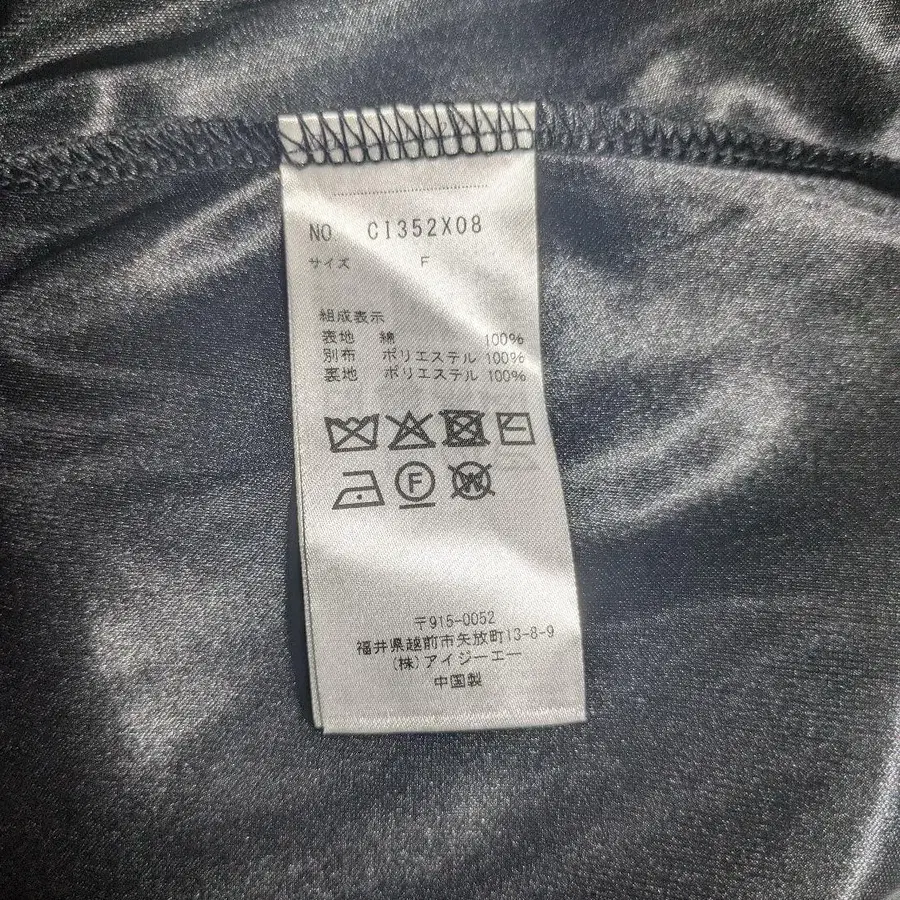 NO. CI352X08
サイズ F
組成表示
表地 綿 100%
別布 ポリエステル 100%
裏地 ポリエステル 100%
F W
〒915-0052
福井県越前市矢放町13-8-9
(株)アイジーエー
中国製